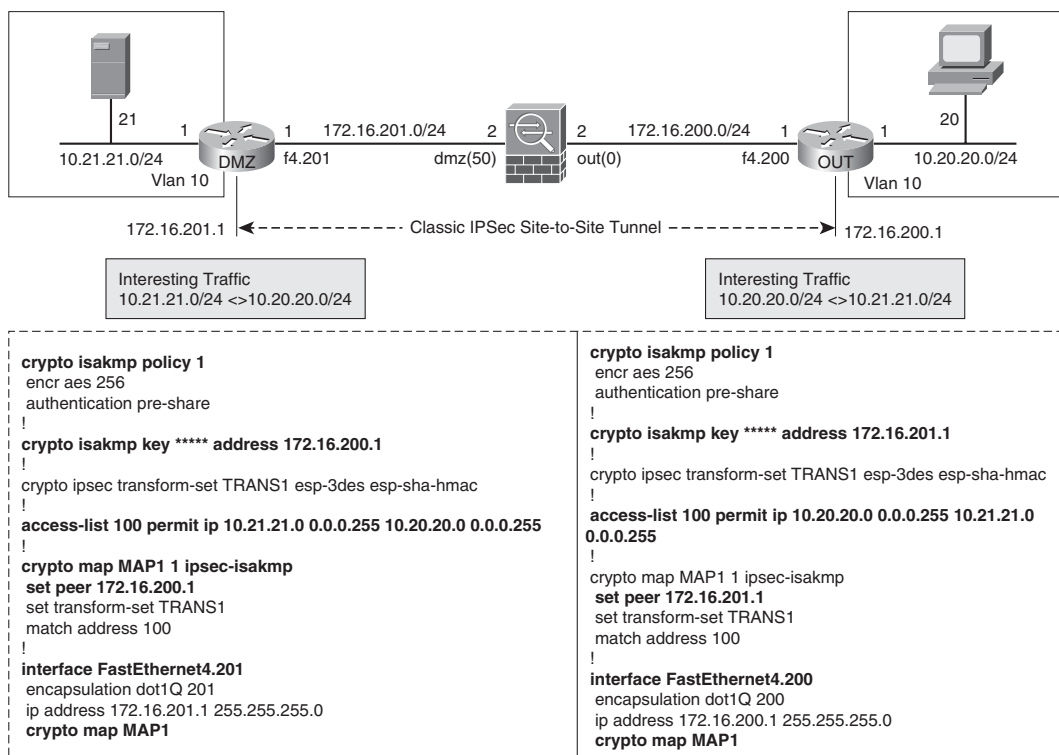 21
20
1
1
172.16.201.0/24
2
2
172.16.200.0/24
1
1
10.21.21.0/24
DMZ
f4.201
dmz(50)
out(0)
f4.200
OUT
10.20.20.0/24
Vlan 10
Vlan 10
172.16.201.1
Classic IPSec Site-to-Site Tunnel
172.16.200.1
Interesting Traffic
10.21.21.0/24 <>10.20.20.0/24
Interesting Traffic
10.20.20.0/24 <>10.21.21.0/24
crypto isakmp policy 1
encr aes 256
authentication pre-share
!
crypto isakmp key ***** address 172.16.200.1
!
crypto ipsec transform-set TRANS1 esp-3des esp-sha-hmac
!
access-list 100 permit ip 10.21.21.0 0.0.0.255 10.20.20.0 0.0.0.255
!
crypto map MAP1 1 ipsec-isakmp
set peer 172.16.200.1
set transform-set TRANS1
match address 100
!
interface FastEthernet4.201
encapsulation dot1Q 201
ip address 172.16.201.1 255.255.255.0
crypto map MAP1
crypto isakmp policy 1
encr aes 256
authentication pre-share
!
crypto isakmp key ***** address 172.16.201.1
!
crypto ipsec transform-set TRANS1 esp-3des esp-sha-hmac
!
access-list 100 permit ip 10.20.20.0 0.0.0.255 10.21.21.0
0.0.0.255
!
crypto map MAP1 1 ipsec-isakmp
set peer 172.16.201.1
set transform-set TRANS1
match address 100
!
interface FastEthernet4.200
encapsulation dot1Q 200
ip address 172.16.200.1 255.255.255.0
crypto map MAP1